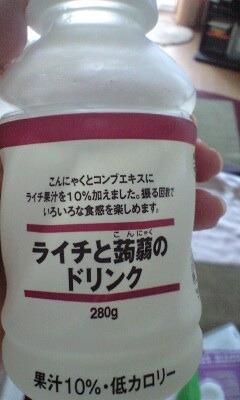 こんにゃくとコンブエキスに
ライチ果汁を10%加えました。振る回数で
いろいろな食感を楽しめます。
ライチと蒟蒻の
こんにゃく
ドリンク
280g
果汁10%・低カロリー